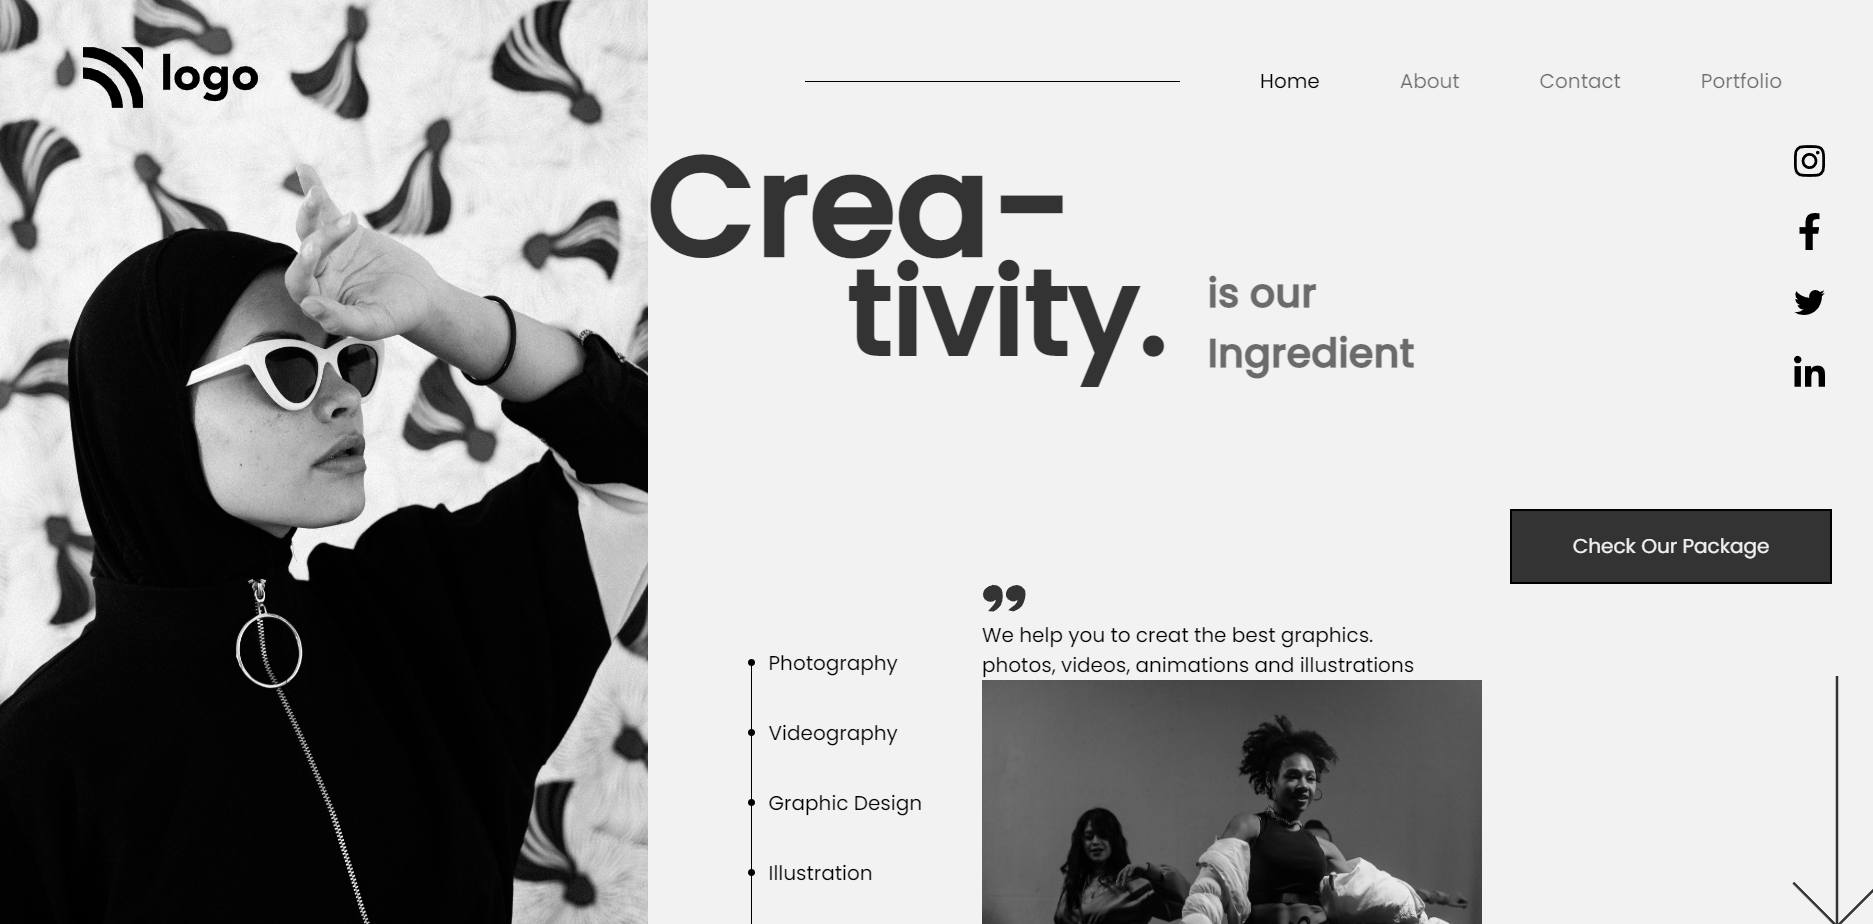 logo
Home About Contact Portfolio
Crea-
tivity.
is our
Ingredient
Check Our Package
”
We help you to creat the best graphics.
photos, videos, animations and illustrations
Photography
Videography
Graphic Design
Illustration